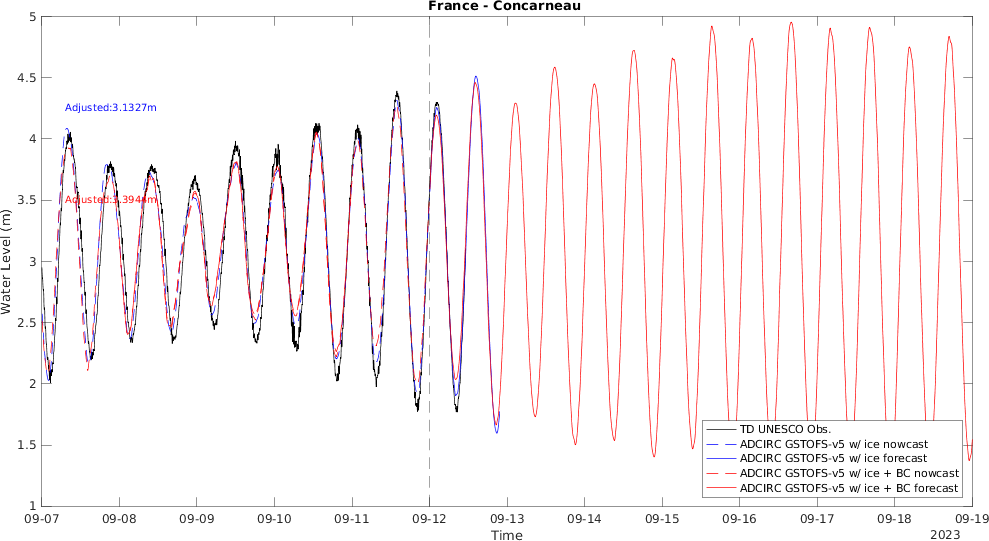 France - Concarneau
5
4.5
4
3.5
3
2.5
2
1.5
1
Water Level (m)
Adjusted:3.1327m
TD UNESCO Obs.
ADCIRC GSTOFS-v5 w/ ice nowcast
ADCIRC GSTOFS-v5 w/ ice forecast
ADCIRC GSTOFS-v5 w/ ice + BC nowcast
ADCIRC GSTOFS-v5 w/ ice + BC forecast
09-07 09-08 09-09 09-10 09-11 09-12 09-13 09-14 09-15 09-16 09-17 09-18 09-19
Time
2023